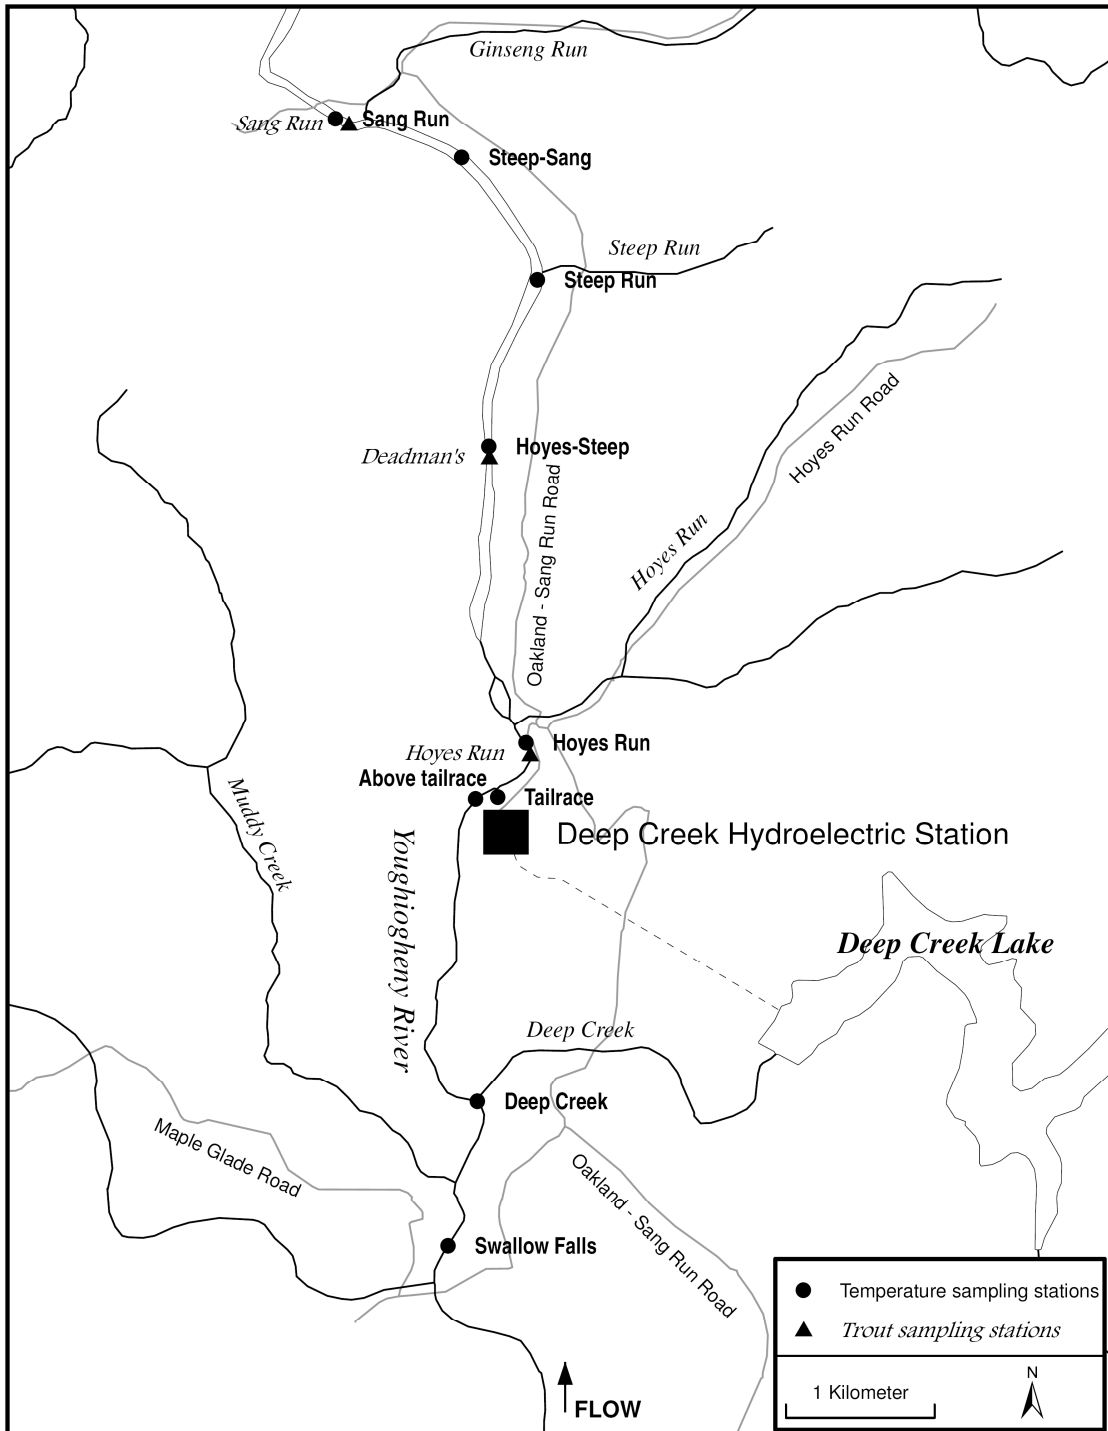 Ginseng Run
Sang Run
Sang Run
Steep-Sang
Steep Run
Steep Run
Hoyes Run Road
Deadman's
Hoyes-Steep
Oakland - Sang Run Road
Hoyes Run
Hoyes Run
Hoyes Run
Above tailrace
Tailrace
Muddy Creek
Deep Creek Hydroelectric Station
Youghiogheny River
Deep Creek Lake
Deep Creek
Deep Creek
Maple Glade Road
Oakland - Sang Run Road
Swallow Falls
Temperature sampling stations
Trout sampling stations
1 Kilometer
N
FLOW